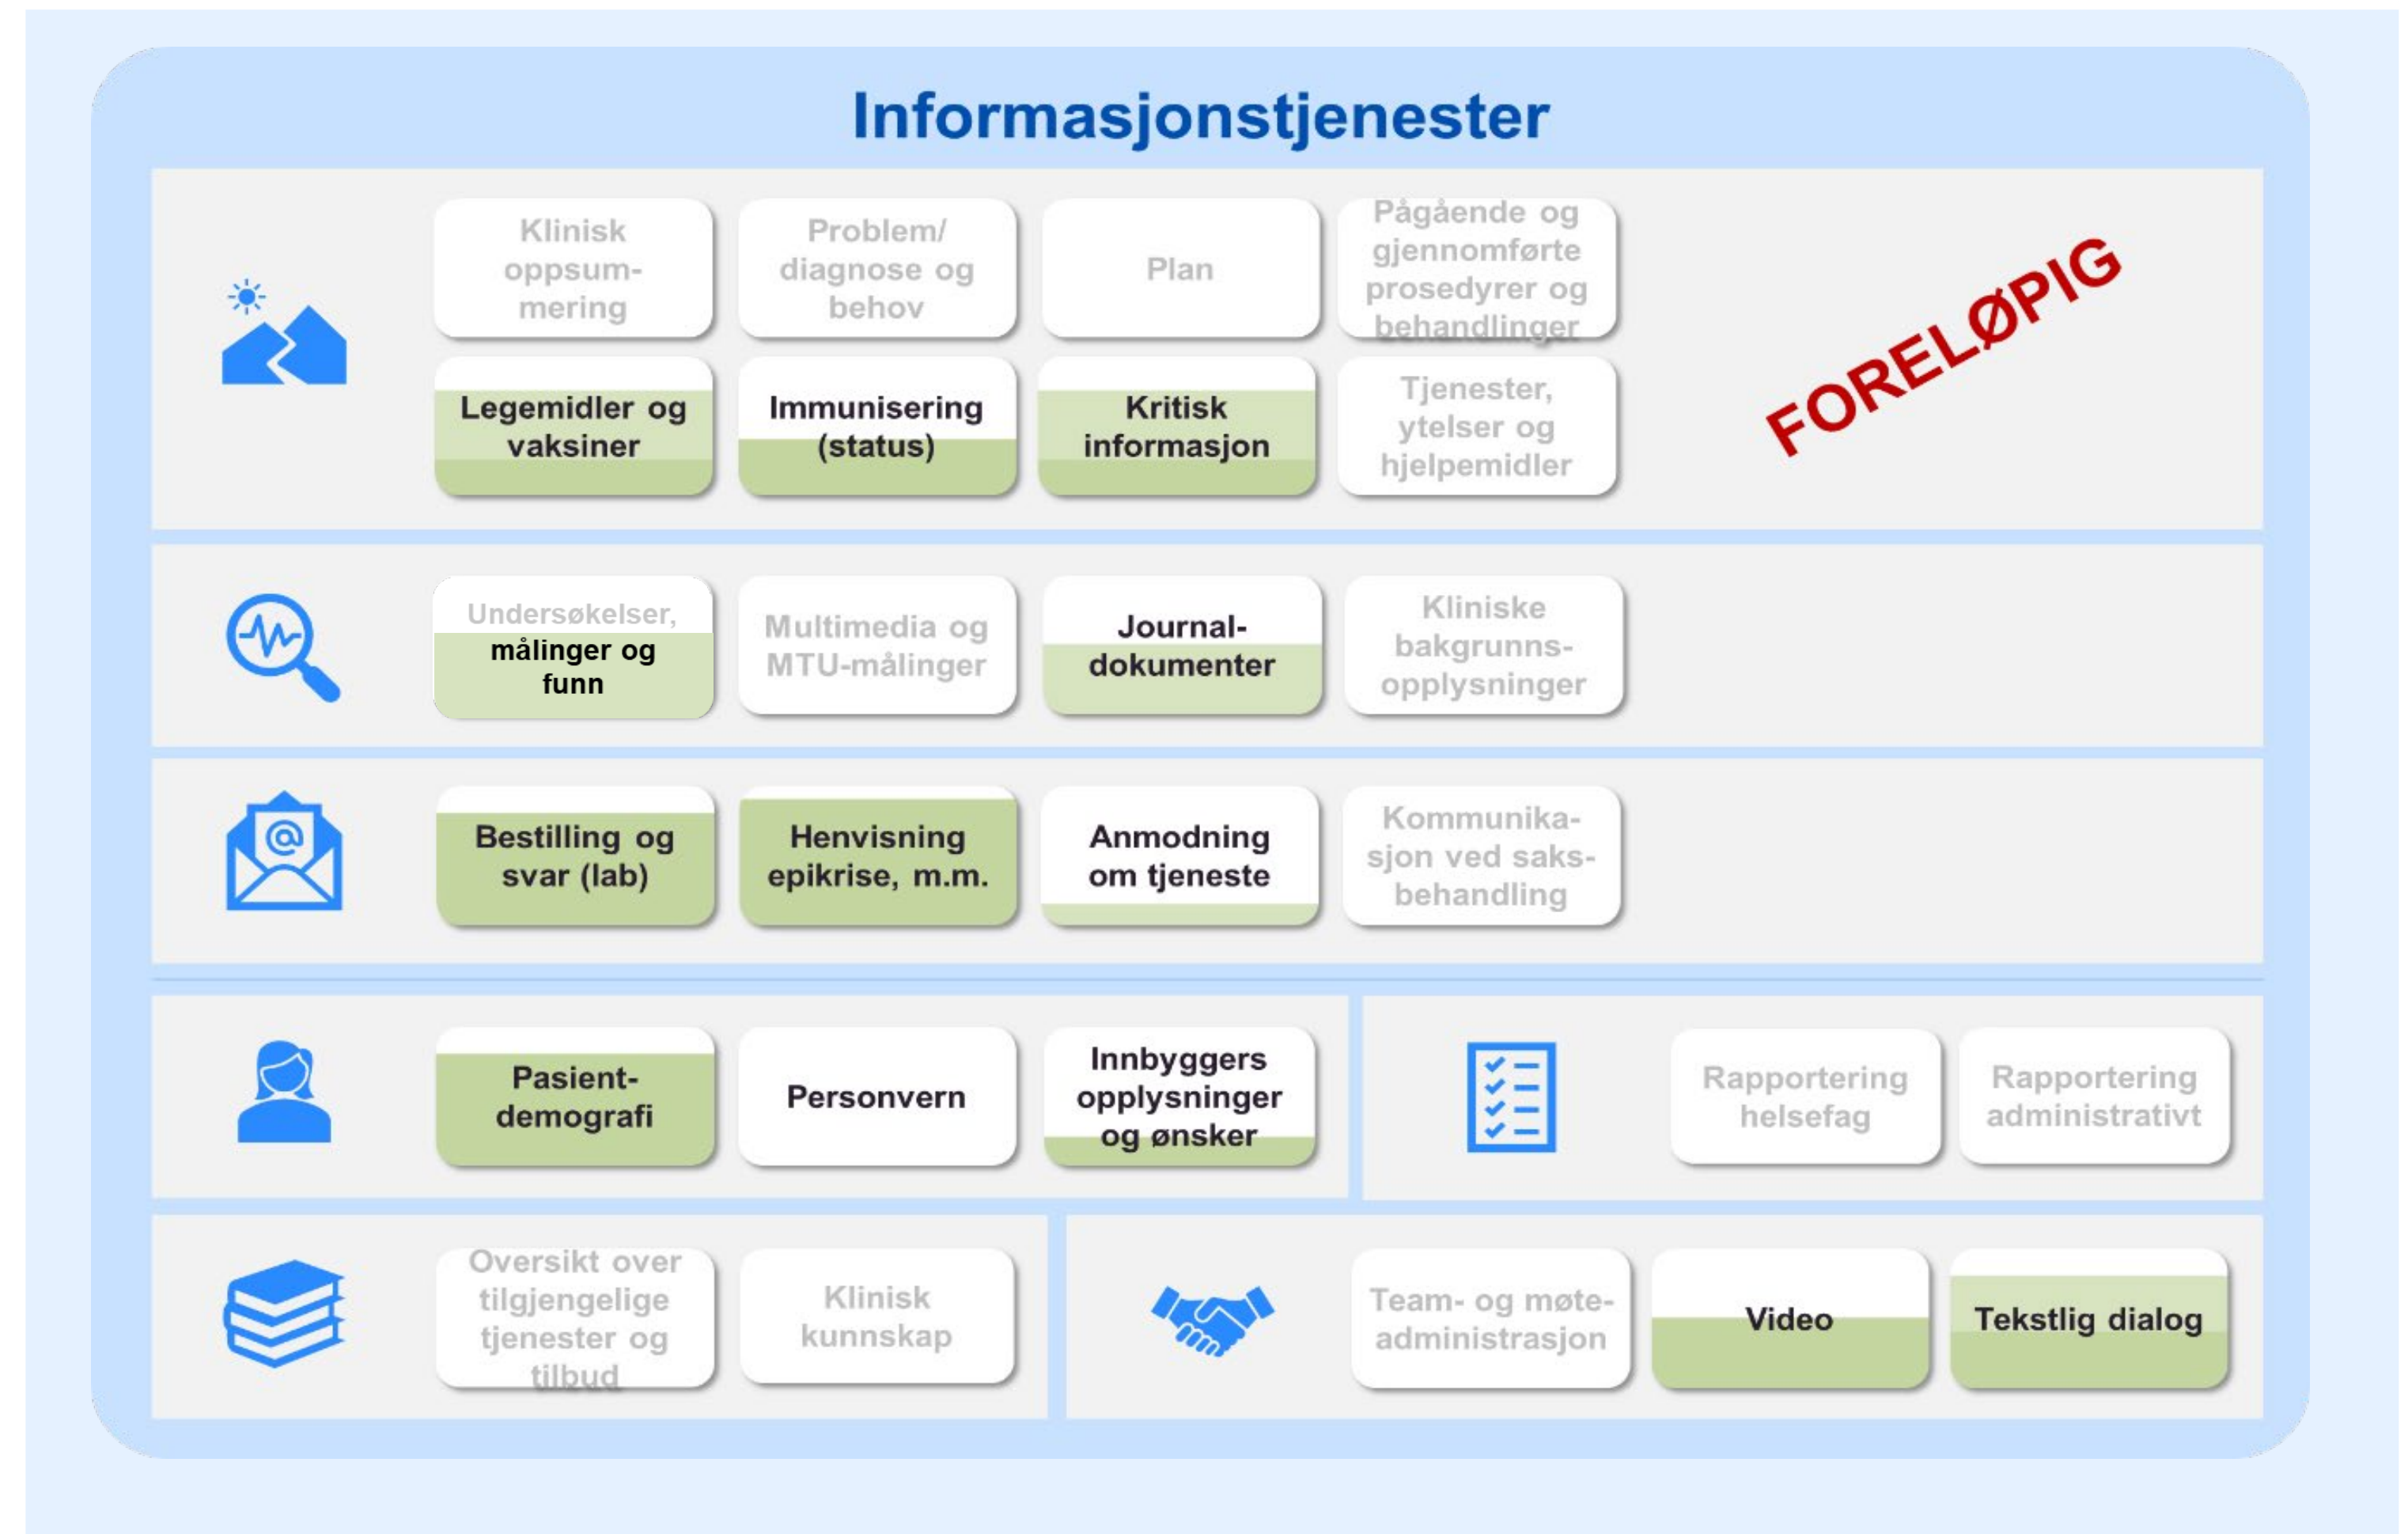 Informasjonstjenester
Klinisk
oppsum-
mering
Problem/
diagnose og
behov
Plan
Pågående og
gjennomførte
prosedyrer og
behandlinger
FORELØPIG
Legemidler og
vaksiner
Immunisering
(status)
Kritisk
informasjon
Tjenester,
ytelser og
hjelpemidler
Undersøkelser,
målinger og
funn
Multimedia og
MTU-målinger
Journal-
dokumenter
Kliniske
bakgrunns-
opplysninger
@
Bestilling og
svar (lab)
Henvisning
epikrise, m.m.
Anmodning
om tjeneste
Kommunika-
sjon ved saks-
behandling
Pasient-
demografi
Personvern
Innbyggers
opplysninger
og ønsker
Rapportering
helsefag
Rapportering
administrativt
Oversikt over
tilgjengelige
tjenester og
tilbud
Klinisk
kunnskap
Team- og møte-
administrasjon
Video
Tekstlig dialog